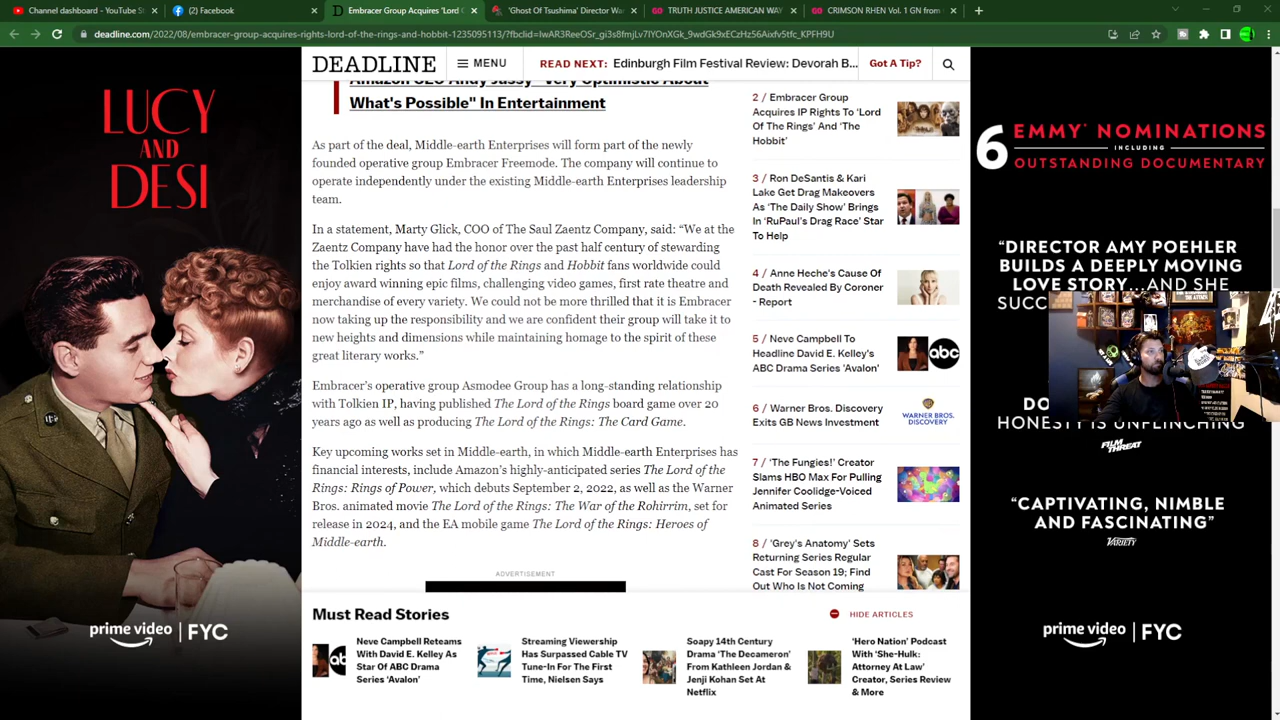 Channel dashboard - YouTube S
(2) Facebook
Embracer Group Acquires 'Lord O
'Ghost Of Tsushima' Director Wa
TRUTH JUSTICE AMERICAN WAY
CRIMSON RHEN Vol. 1 GN from
deadline.com/2022/08/embracer-group-acquires-rights-lord-of-the-rings-and-hobbit-1235095113/
DEADLINE
MENU
READ NEXT: Edinburgh Film Festival Review: Devorah B...
Got A Tip?
Amazon CEO Andy Jassy "Very Optimistic About
What's Possible" In Entertainment
As part of the deal, Middle-earth Enterprises will form part of the newly
founded operative group Embracer Freemode. The company will continue to
operate independently under the existing Middle-earth Enterprises leadership
team.
In a statement, Marty Glick, COO of The Saul Zaentz Company, said: “We at the
Zaentz Company have had the honor over the past half century of stewarding
the Tolkien rights so that Lord of the Rings and Hobbit fans worldwide could
enjoy award winning epic films, challenging video games, first rate theatre and
merchandise of every variety. We could not be more thrilled that it is Embracer
now taking up the responsibility and we are confident their group will take it to
new heights and dimensions while maintaining homage to the spirit of these
great literary works.”
Embracer’s operative group Asmodee Group has a long-standing relationship
with Tolkien IP, having published The Lord of the Rings board game over 20
years ago as well as producing The Lord of the Rings: The Card Game.
Key upcoming works set in Middle-earth, in which Middle-earth Enterprises has
financial interests, include Amazon’s highly-anticipated series The Lord of the
Rings: Rings of Power, which debuts September 2, 2022, as well as the Warner
Bros. animated movie The Lord of the Rings: The War of the Rohirrim, set for
release in 2024, and the EA mobile game The Lord of the Rings: Heroes of
Middle-earth.
ADVERTISEMENT
2 / Embracer Group
Acquires IP Rights To ‘Lord
Of The Rings’ And ‘The
Hobbit’
3 / Ron DeSantis & Kari
Lake Get Drag Makeovers
As ‘The Daily Show’ Brings
In ‘RuPaul’s Drag Race’ Star
To Help
4 / Anne Heche’s Cause Of
Death Revealed By Coroner
- Report
5 / Neve Campbell To
Headline David E. Kelley’s
ABC Drama Series ‘Avalon’
abc
6 / Warner Bros. Discovery
Exits GB News Investment
WARNER BROS.
DISCOVERY
7 / ‘The Fungies!’ Creator
Slams HBO Max For Pulling
Jennifer Coolidge-Voiced
Animated Series
8 / ‘Grey’s Anatomy’ Sets
Returning Series Regular
Cast For Season 19; Find
Out Who Is Not Coming
Must Read Stories
HIDE ARTICLES
Neve Campbell Reteams
With David E. Kelley As
Star Of ABC Drama
Series ‘Avalon’
Streaming Viewership
Has Surpassed Cable TV
Tune-In For The First
Time, Nielsen Says
Soapy 14th Century
Drama ‘The Decameron’
From Kathleen Jordan &
Jenji Kohan Set At
Netflix
‘Hero Nation’ Podcast
With ‘She-Hulk:
Attorney At Law’
Creator, Series Review
& More
LUCY
AND
DESI
prime video | FYC
6 EMMY® NOMINATIONS
INCLUDING
OUTSTANDING DOCUMENTARY
“DIRECTOR AMY POEHLER
BUILDS A DEEPLY MOVING
LOVE STORY...AND SHE
SUCC
DO
HONESTY IS UNFLINCHING
FILM THREAT
“CAPTIVATING, NIMBLE
AND FASCINATING”
VARIETY
prime video | FYC